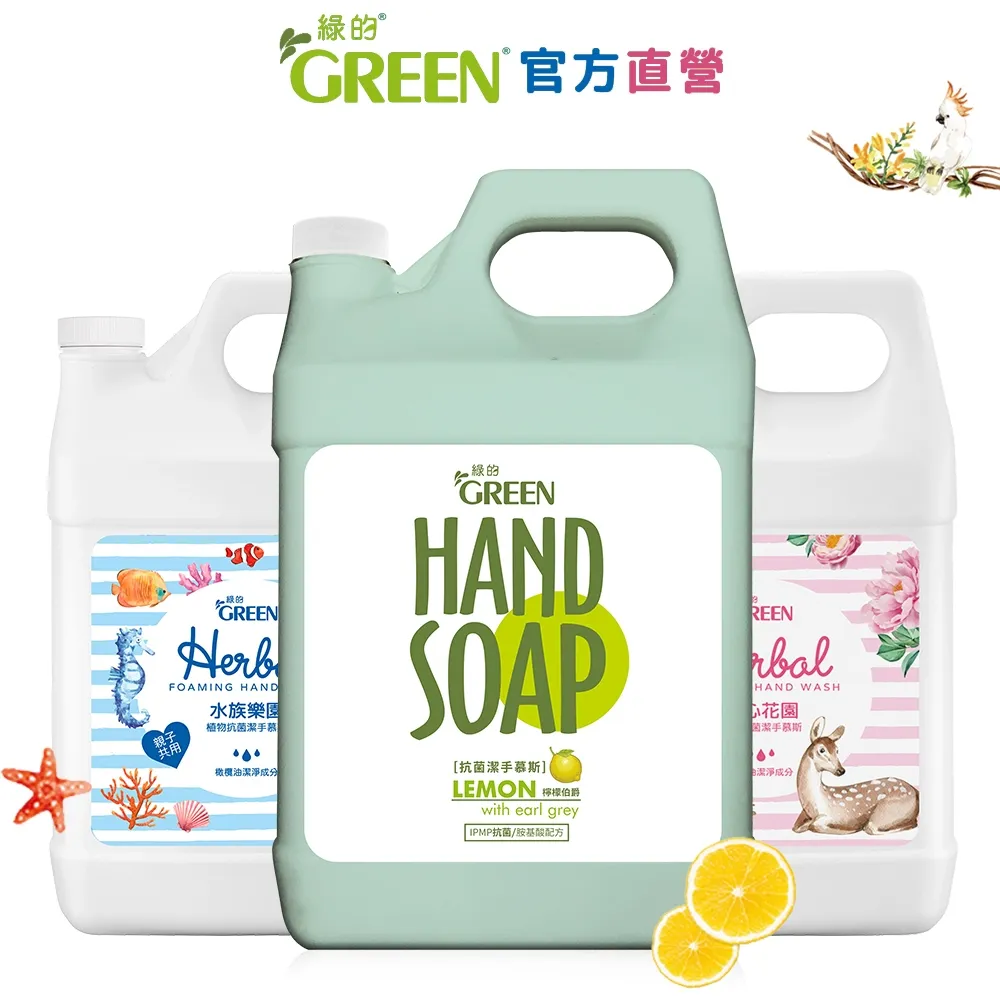 綠的®
GREEN® 官方直營
綠的
GREEN
HAND
SOAP
[抗菌潔手慕斯]
LEMON 檸檬伯爵
with earl grey
IPMP抗菌/胺基酸配方
綠的
GREEN
Herb
FOAMING HAND
水族樂園
植物抗菌潔手慕
親子
共用
橄欖油潔淨成分
綠的
REEN
rbal
HAND WASH
心花園
菌潔手慕斯
油潔淨成分